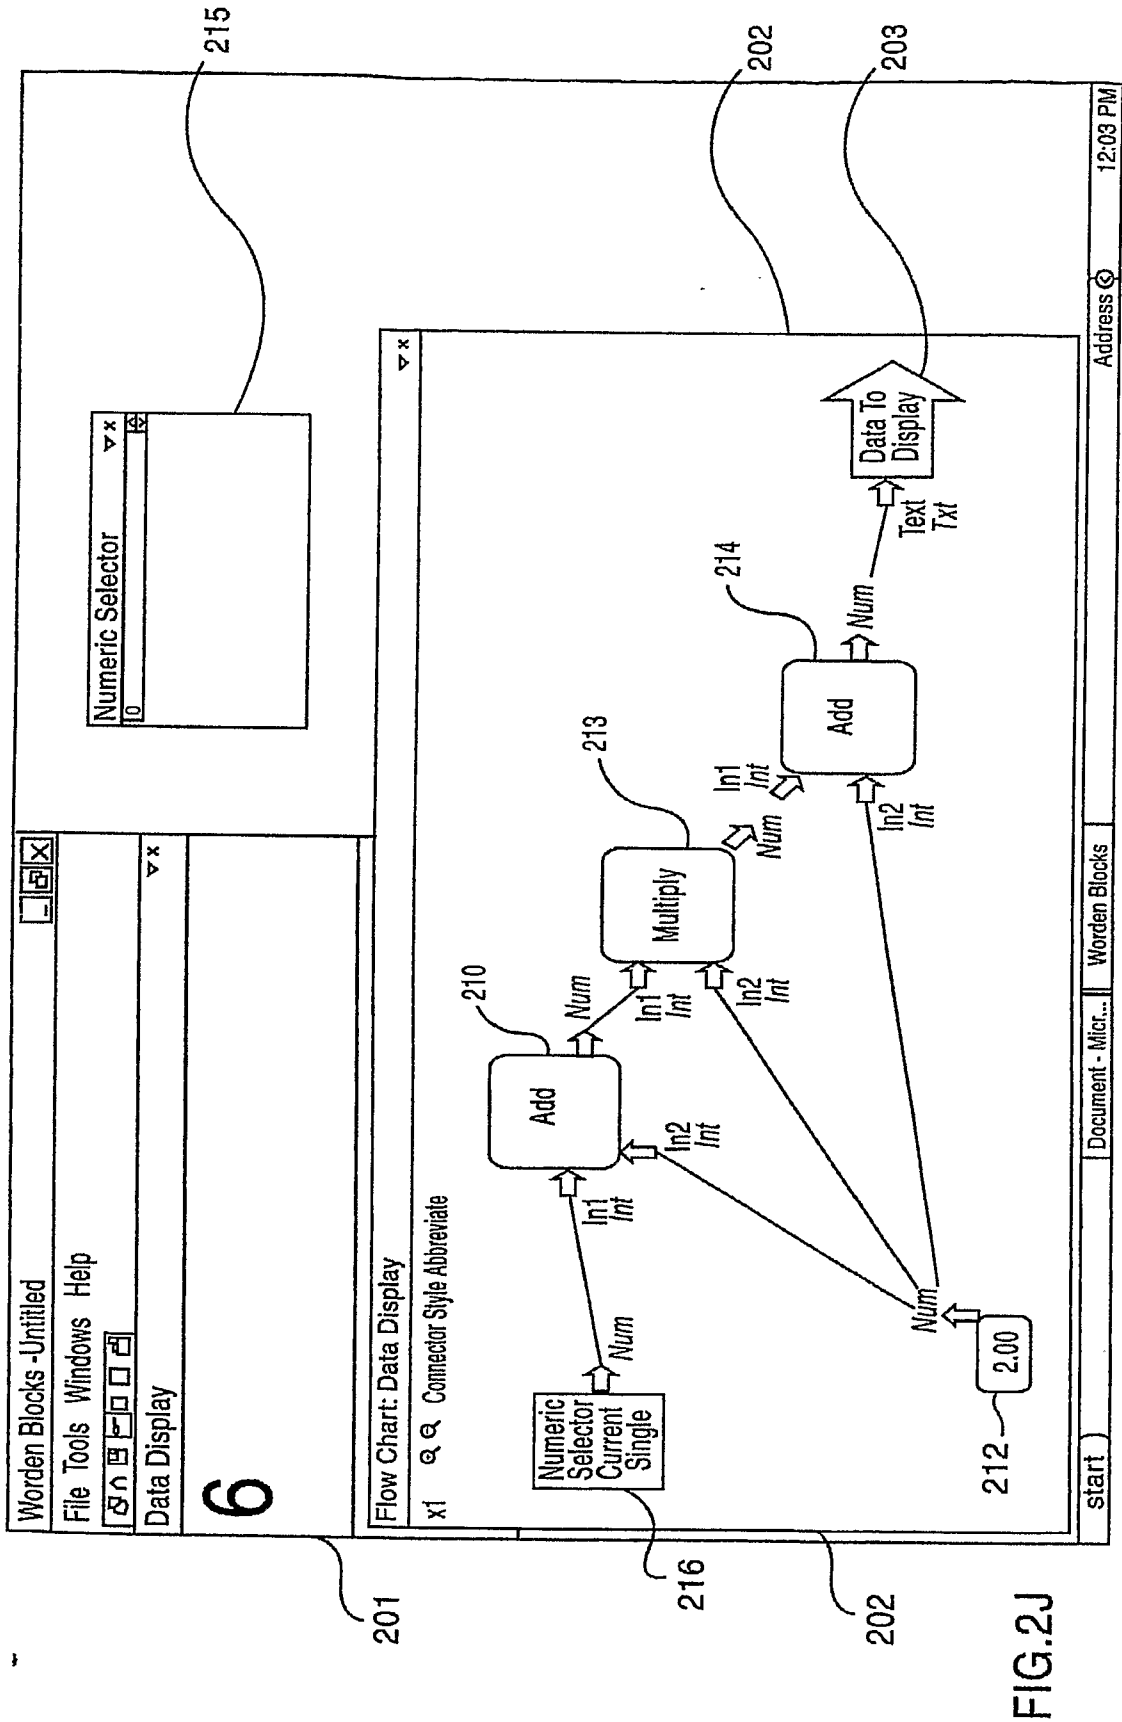 Worden Blocks -Untitled
File Tools Windows Help
Data Display
6
Numeric Selector
0
215
201
Flow Chart: Data Display
x1 Connector Style Abbreviate
Numeric
Selector
Current
Single
216
Num
In1
Int
Add
210
In2
Int
Num
In1
Int
Multiply
213
In2
Int
Num
In1
Int
Add
214
In2
Int
Num
Text
Txt
Data To
Display
202
203
2.00
Num
212
202
start
Document - Micr...
Worden Blocks
Address
12:03 PM
FIG.2J